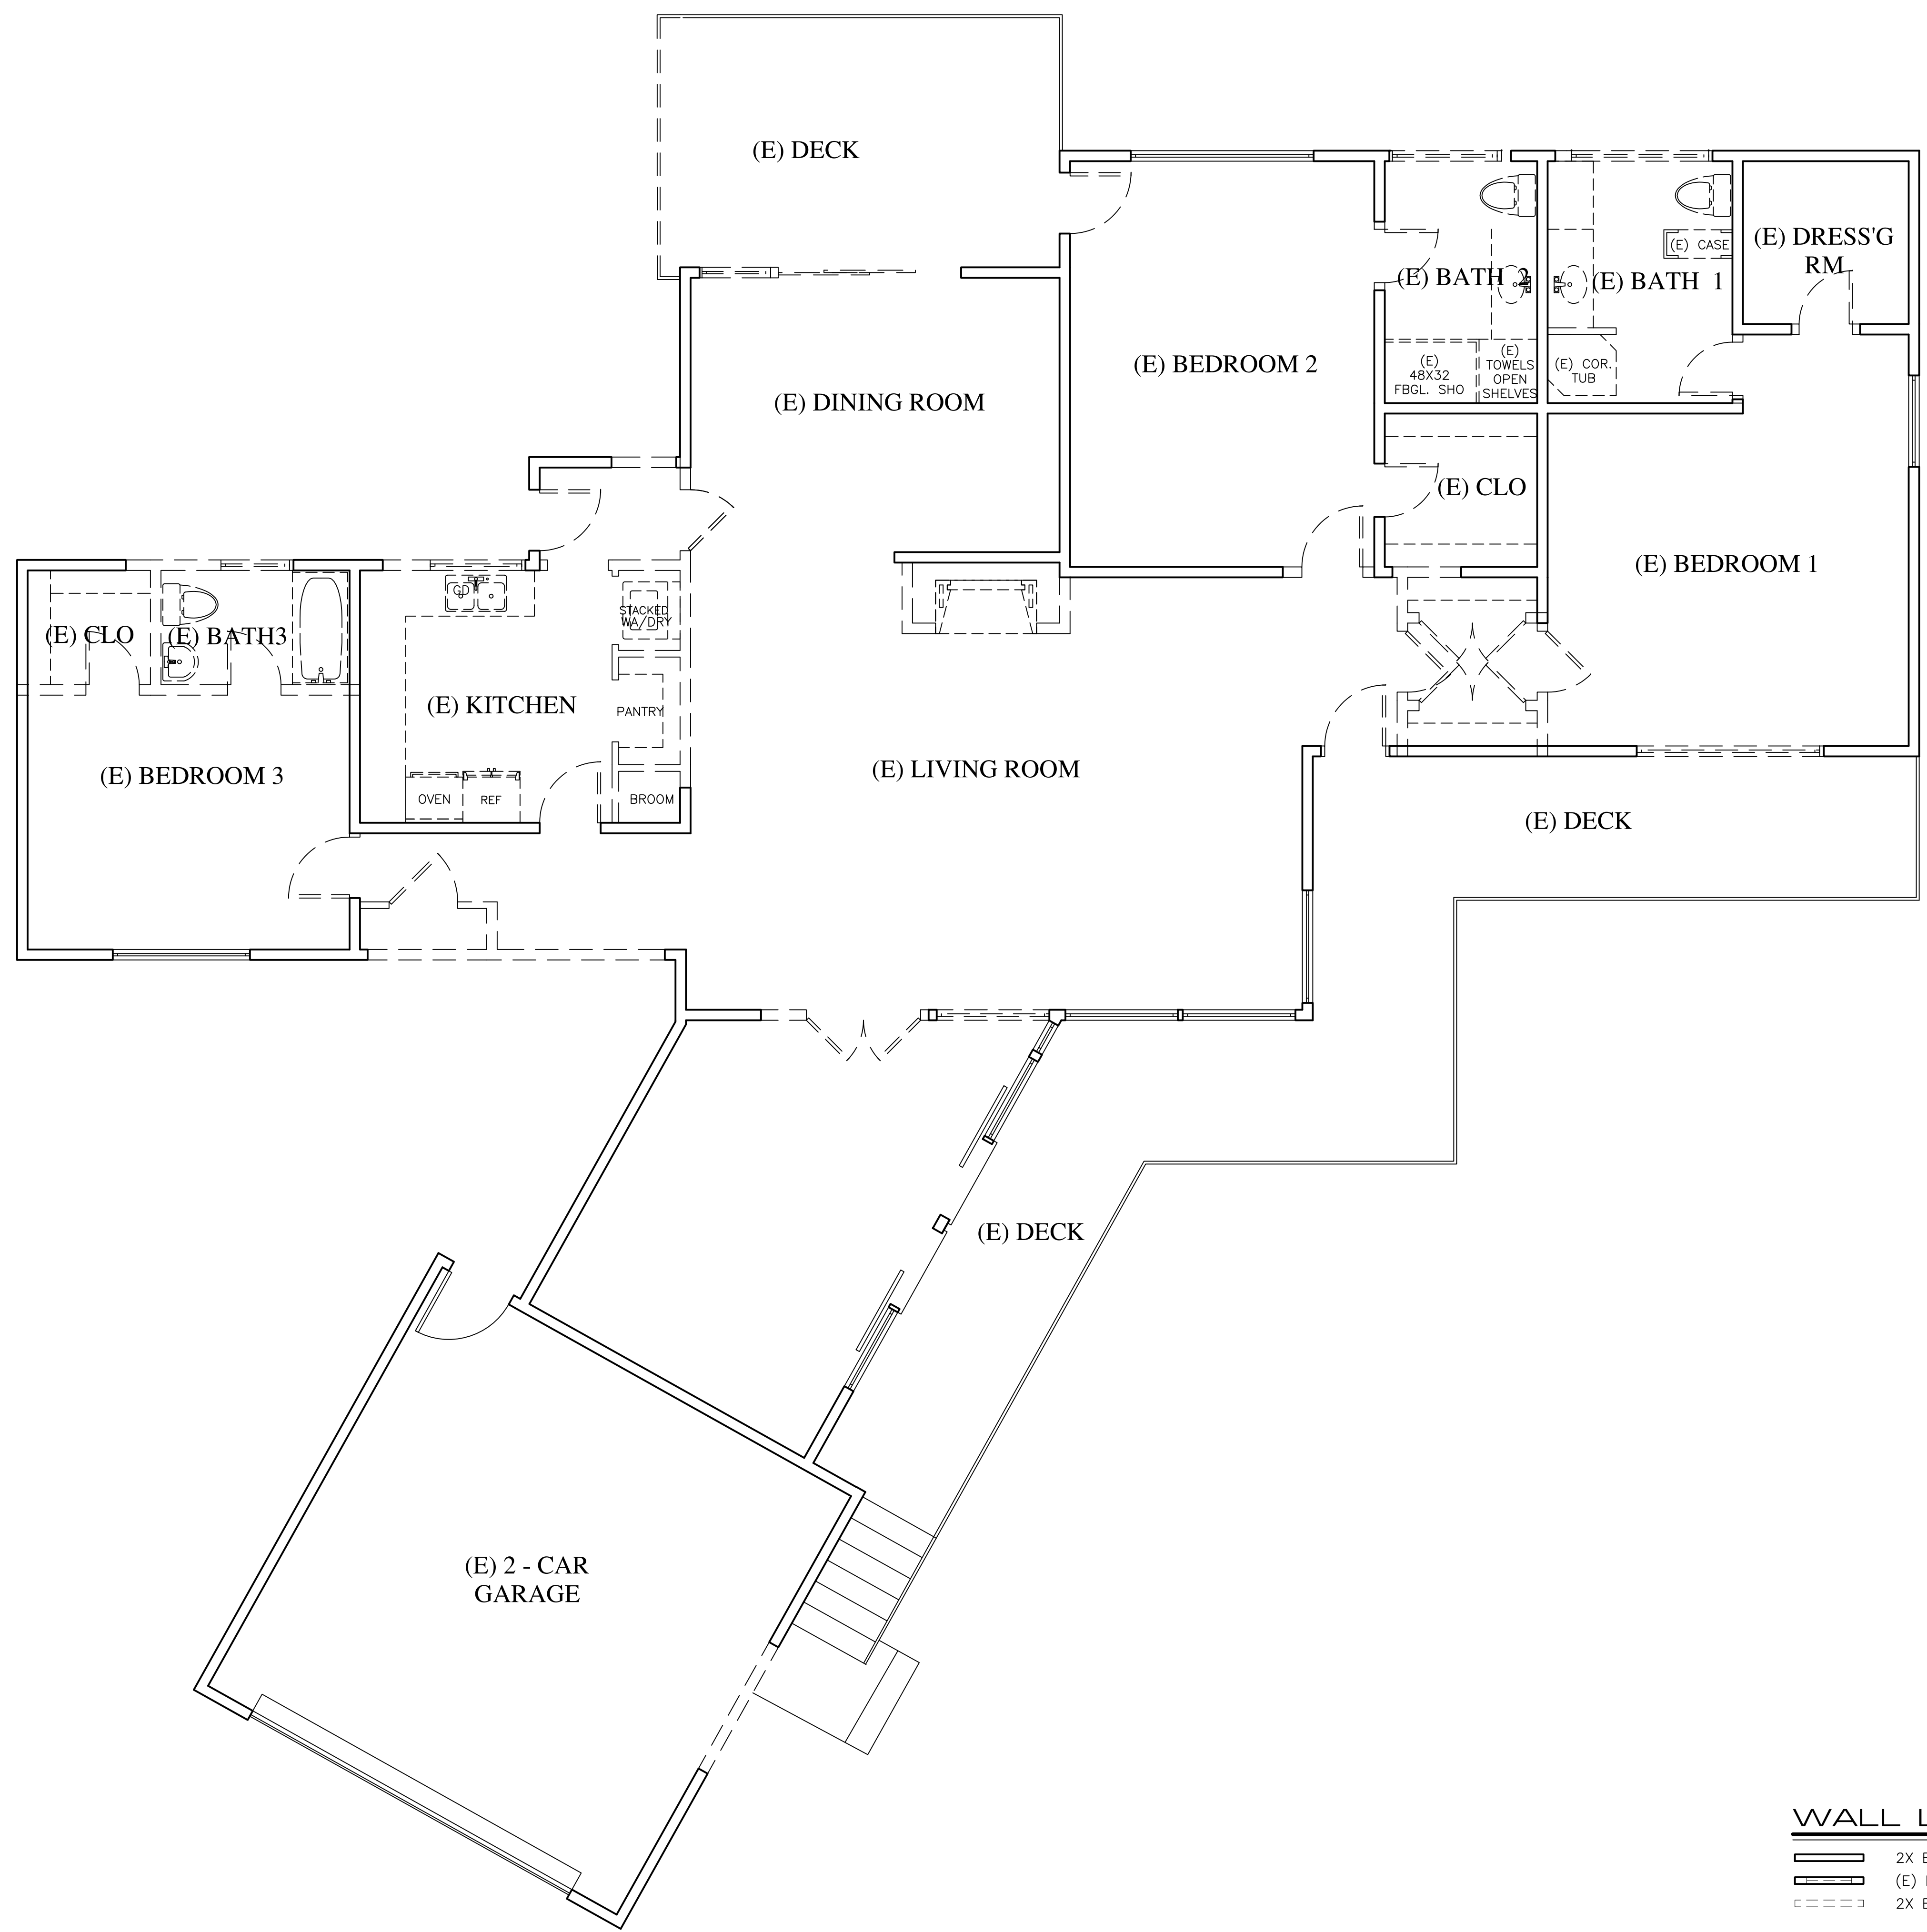 (E) DECK
(E) DRESS'G
RM
(E) CASE
(E) BATH 2
(E) BATH 1
(E) BEDROOM 2
(E)
48X32
FBGL. SHO
(E)
TOWELS
OPEN
SHELVES
(E) COR.
TUB
(E) DINING ROOM
(E) CLO
(E) BEDROOM 1
GD
STACKED
WA/DRY
(E) CLO
(E) BATH3
(E) KITCHEN
PANTRY
(E) BEDROOM 3
(E) LIVING ROOM
OVEN
REF
BROOM
(E) DECK
(E) DECK
(E) 2 - CAR
GARAGE
WALL L
2X E
(E)
2X E